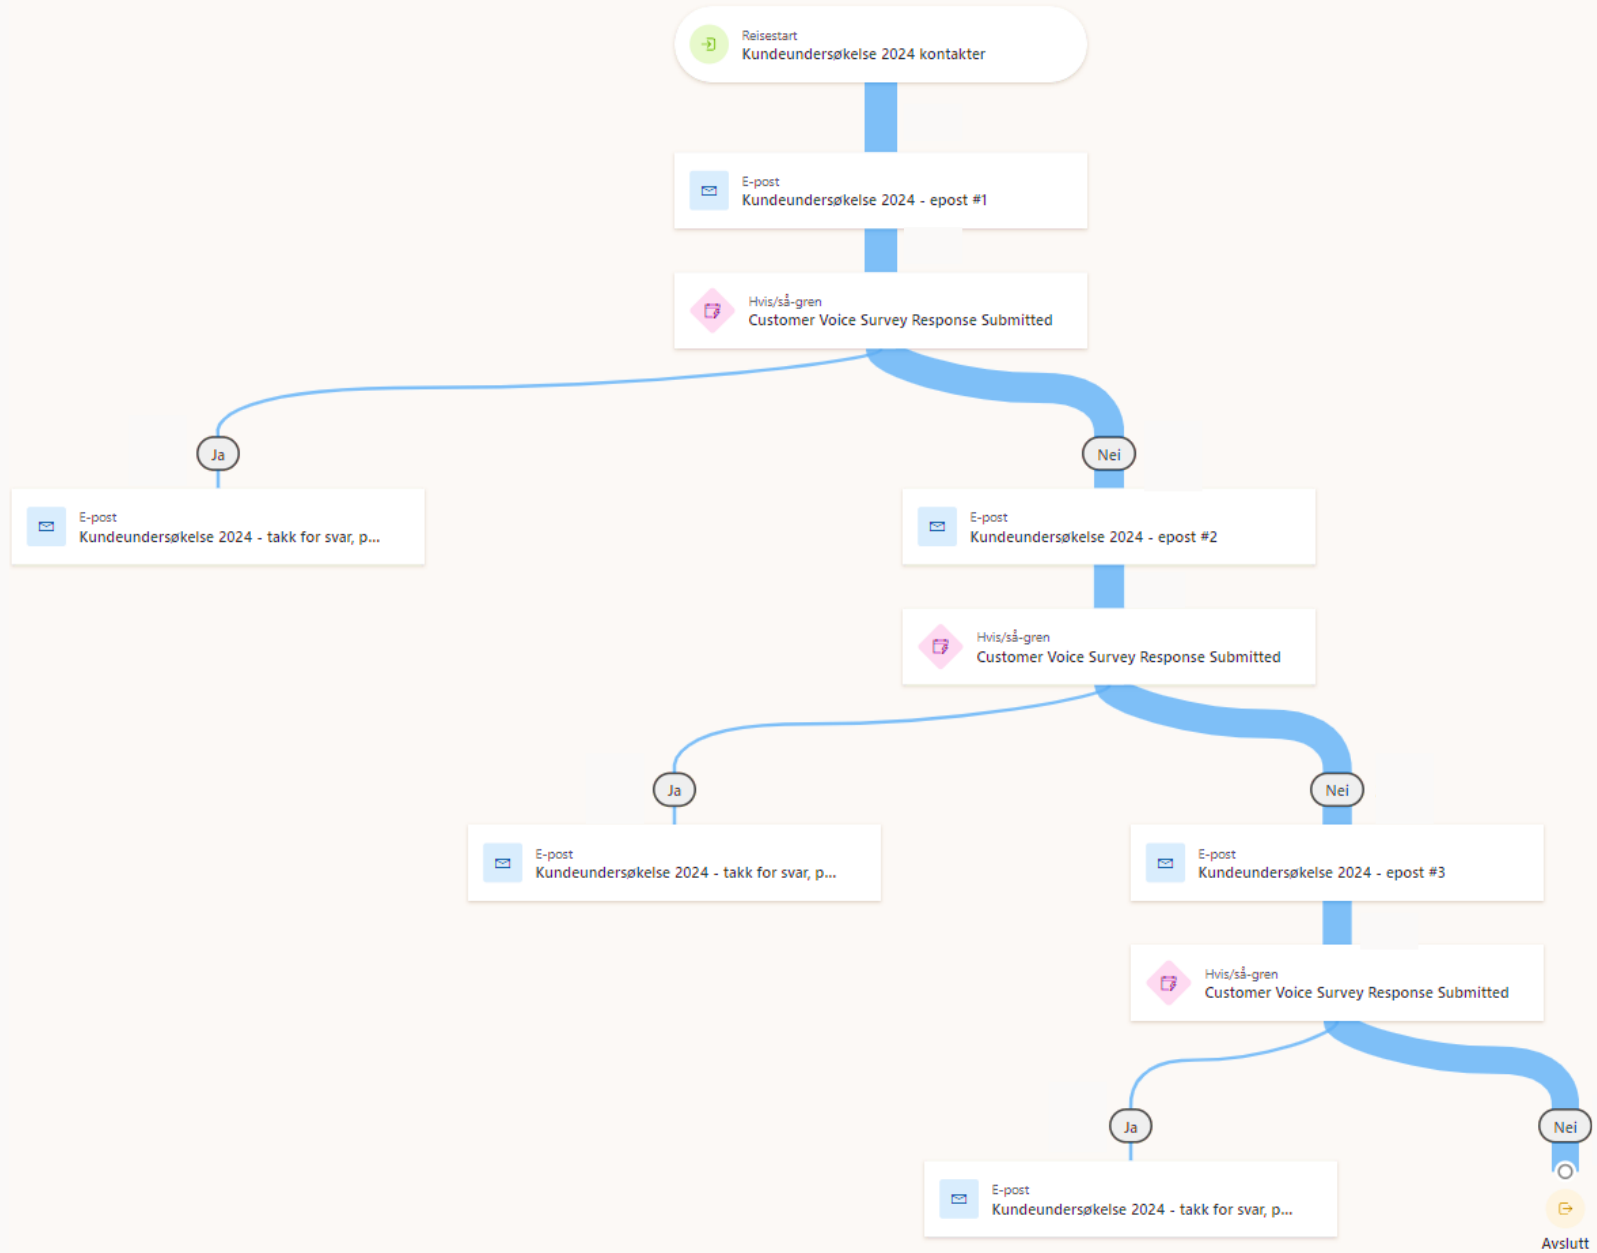 Reisestart
Kundeundersøkelse 2024 kontakter
E-post
Kundeundersøkelse 2024 - epost #1
Hvis/så-gren
Customer Voice Survey Response Submitted
Ja
Nei
E-post
Kundeundersøkelse 2024 - takk for svar, p...
E-post
Kundeundersøkelse 2024 - epost #2
Hvis/så-gren
Customer Voice Survey Response Submitted
Ja
Nei
E-post
Kundeundersøkelse 2024 - takk for svar, p...
E-post
Kundeundersøkelse 2024 - epost #3
Hvis/så-gren
Customer Voice Survey Response Submitted
Ja
Nei
E-post
Kundeundersøkelse 2024 - takk for svar, p...
Avslutt